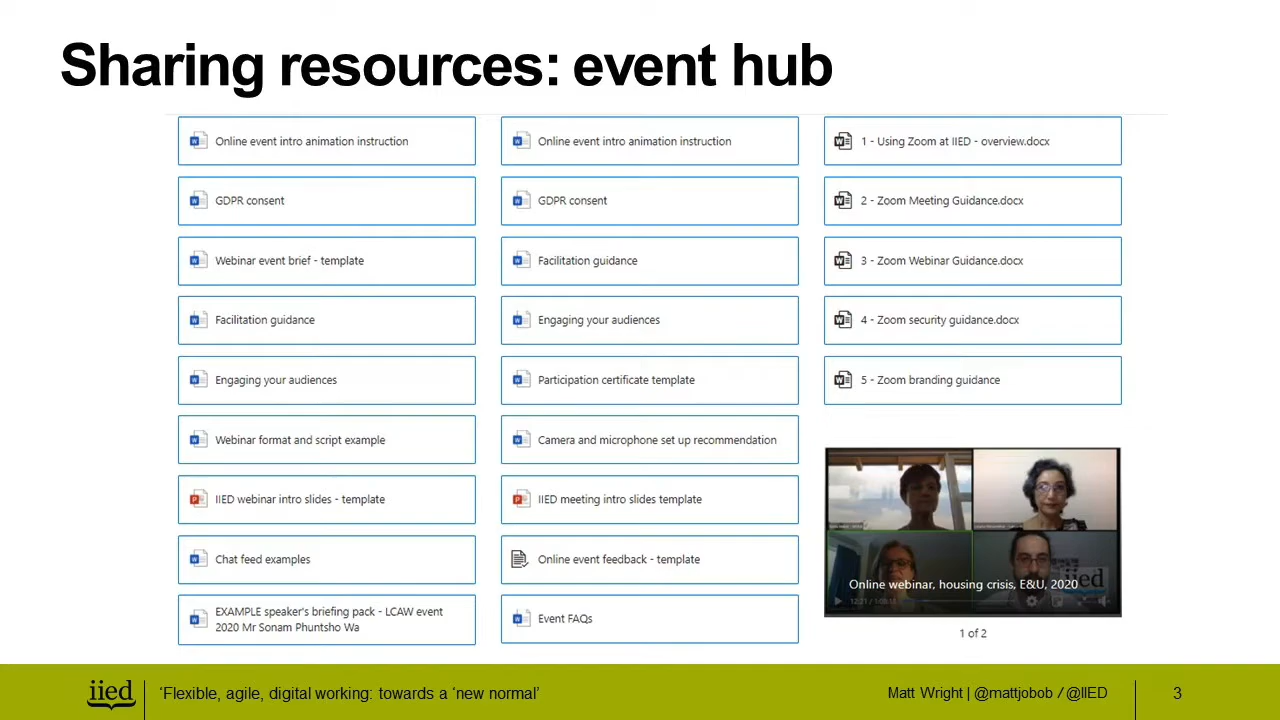 Sharing resources: event hub
Online event intro animation instruction
GDPR consent
Webinar event brief - template
Facilitation guidance
Engaging your audiences
Webinar format and script example
IIED webinar intro slides - template
Chat feed examples
EXAMPLE speaker's briefing pack - LCAW event
2020 Mr Sonam Phuntsho Wa
Online event intro animation instruction
GDPR consent
Facilitation guidance
Engaging your audiences
Participation certificate template
Camera and microphone set up recommendation
IIED meeting intro slides template
Online event feedback - template
Event FAQs
1 - Using Zoom at IIED - overview.docx
2 - Zoom Meeting Guidance.docx
3 - Zoom Webinar Guidance.docx
4 - Zoom security guidance.docx
5 - Zoom branding guidance
iied
Online webinar, housing crisis, E&U, 2020
1 of 2
iied
‘Flexible, agile, digital working: towards a ‘new normal’
Matt Wright | @mattjobob / @IIED
3